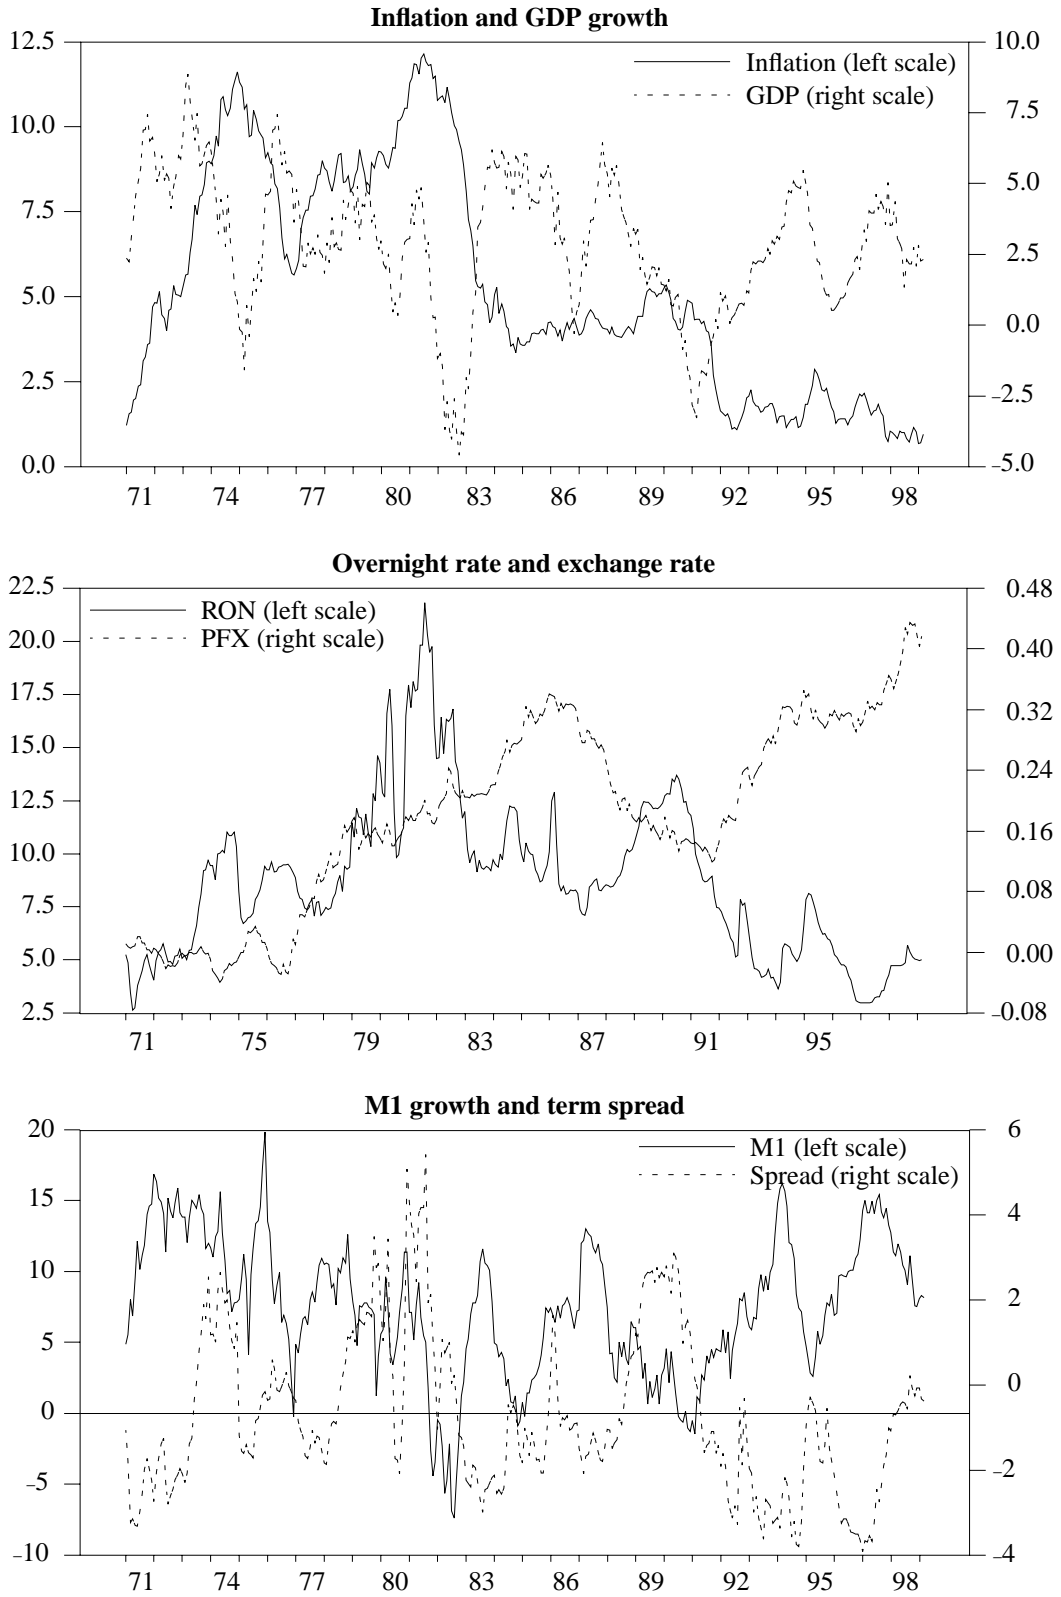 Inflation and GDP growth
12.5 10.0
Inflation (left scale)
GDP (right scale)
10.0 7.5
7.5 5.0
2.5
5.0 0.0
2.5 –2.5
0.0 –5.0
71 74 77 80 83 86 89 92 95 98
Overnight rate and exchange rate
22.5 0.48
RON (left scale)
PFX (right scale)
20.0 0.40
17.5 0.32
15.0 0.24
12.5 0.16
10.0
7.5 0.08
5.0 0.00
2.5 –0.08
71 75 79 83 87 91 95
M1 growth and term spread
20 6
M1 (left scale)
Spread (right scale)
15 4
10 2
5 0
0
–5 –2
–10 –4
71 74 77 80 83 86 89 92 95 98